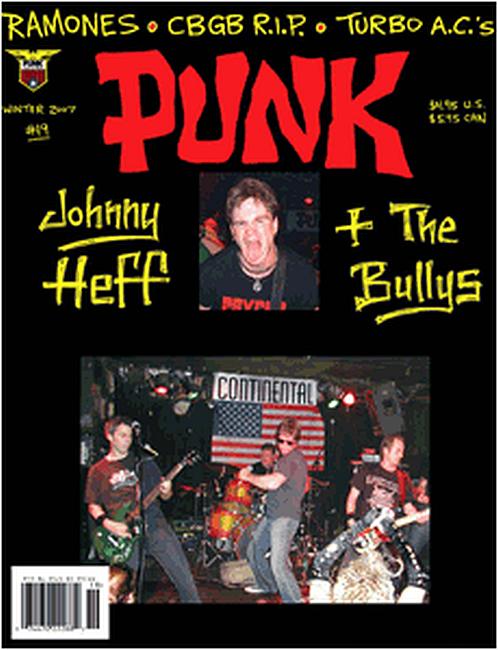 RAMONES • CBGB R.I.P. • TURBO A.C.'s
PUNK
WINTER 2007
#19
$4.95 U.S.
$5.95 CAN
Johnny
Heff
+ The
Bullys
CONTINENTAL